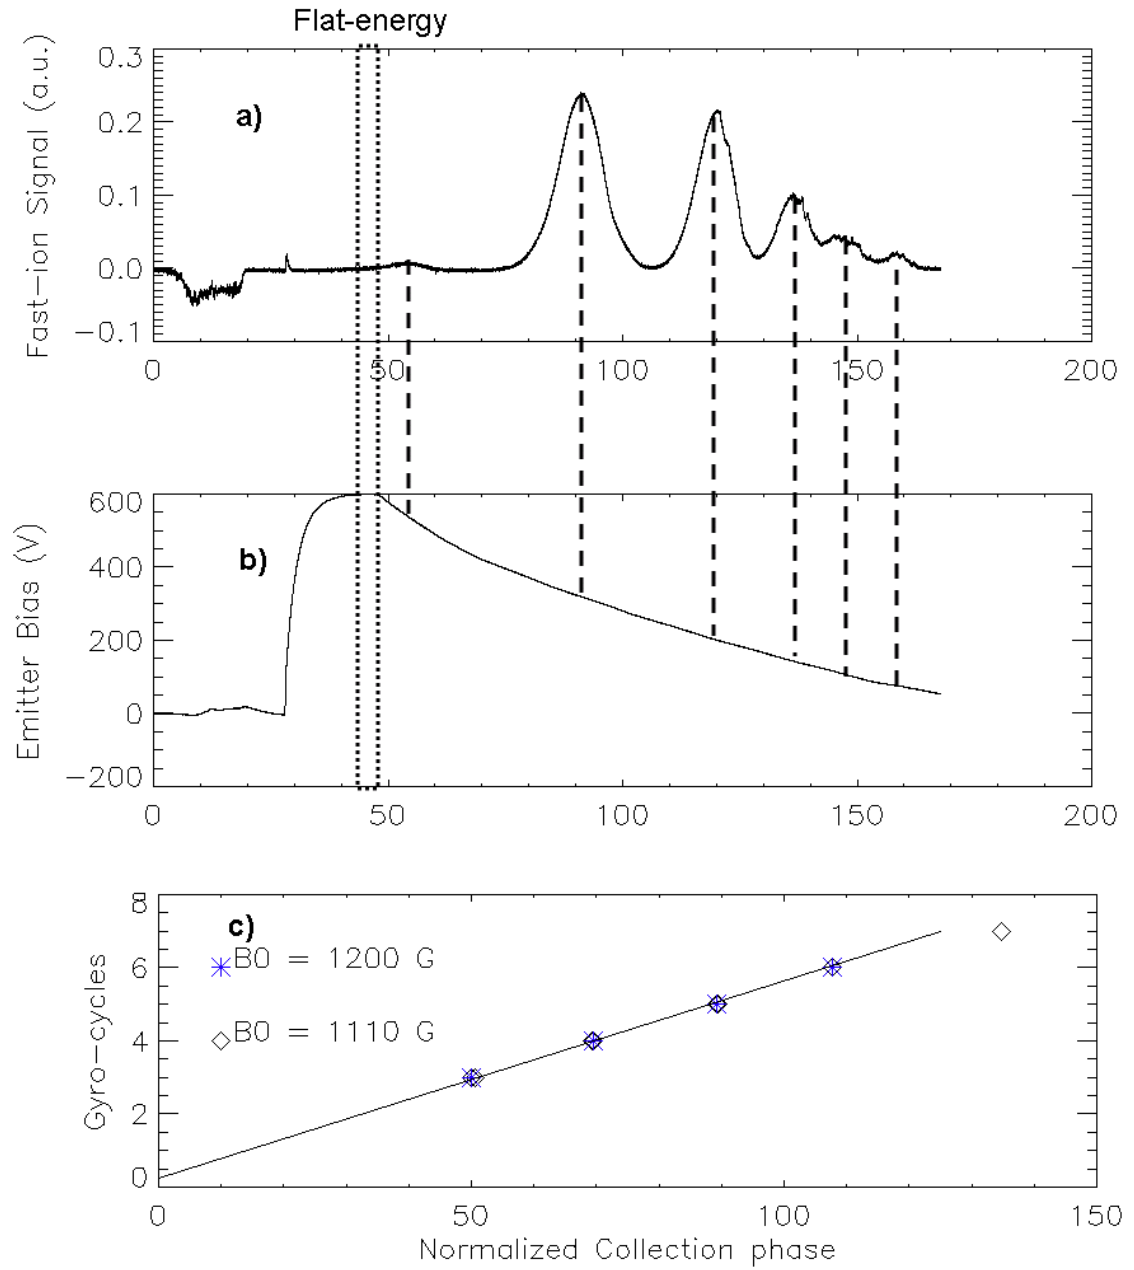 Flat-energy
Fast-ion Signal (a.u.)
a)
0.3
0.2
0.1
0.0
-0.1
0 50 100 150 200
Emitter Bias (V)
b)
600
400
200
0
-200
0 50 100 150 200
Gyro-cycles
c)
8
6
4
2
0
B0 = 1200 G
B0 = 1110 G
0 50 100 150
Normalized Collection phase